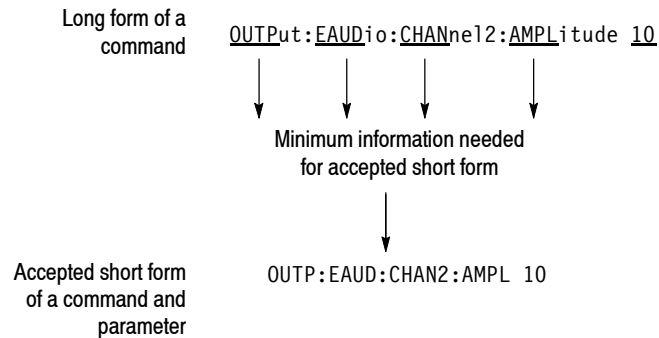 Long form of a
command
OUTPut:EAUDio:CHANnel2:AMPLitude 10
Minimum information needed
for accepted short form
OUTP:EAUD:CHAN2:AMPL 10
Accepted short form
of a command and
parameter